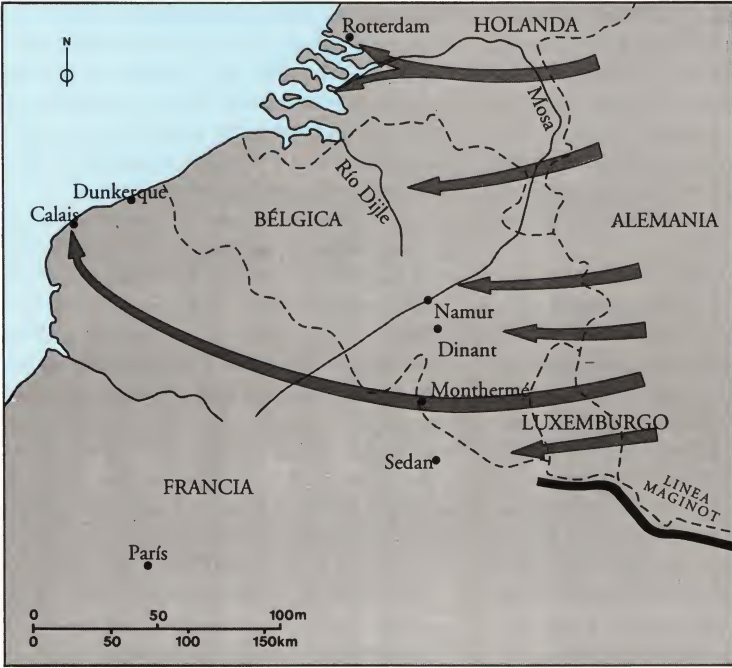 Rotterdam
HOLANDA
N
Mosa
Dunkerque
Río Dijle
Calais
BÉLGICA
ALEMANIA
Namur
Dinant
Monthermé
LUXEMBURGO
Sedan
FRANCIA
LINEA
MAGINOT
París
0 50 100m
0 50 100 150km